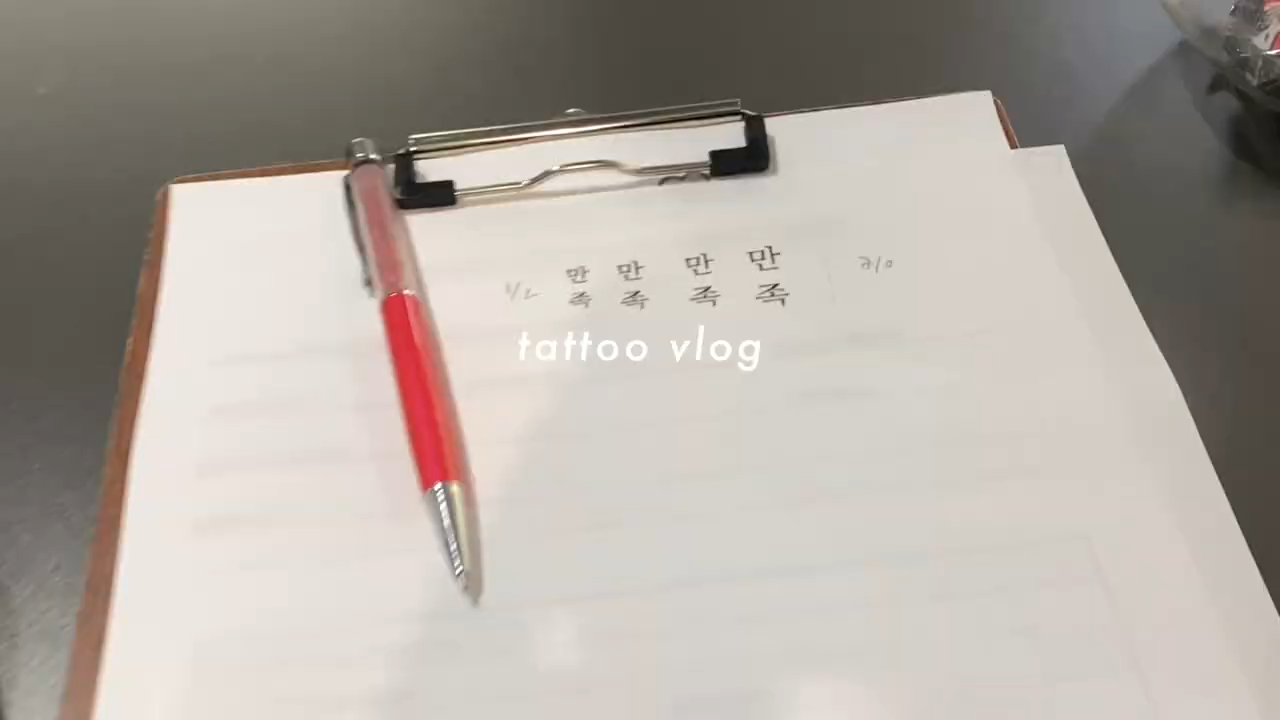 만 만 만 만
족 족 족 족
tattoo vlog